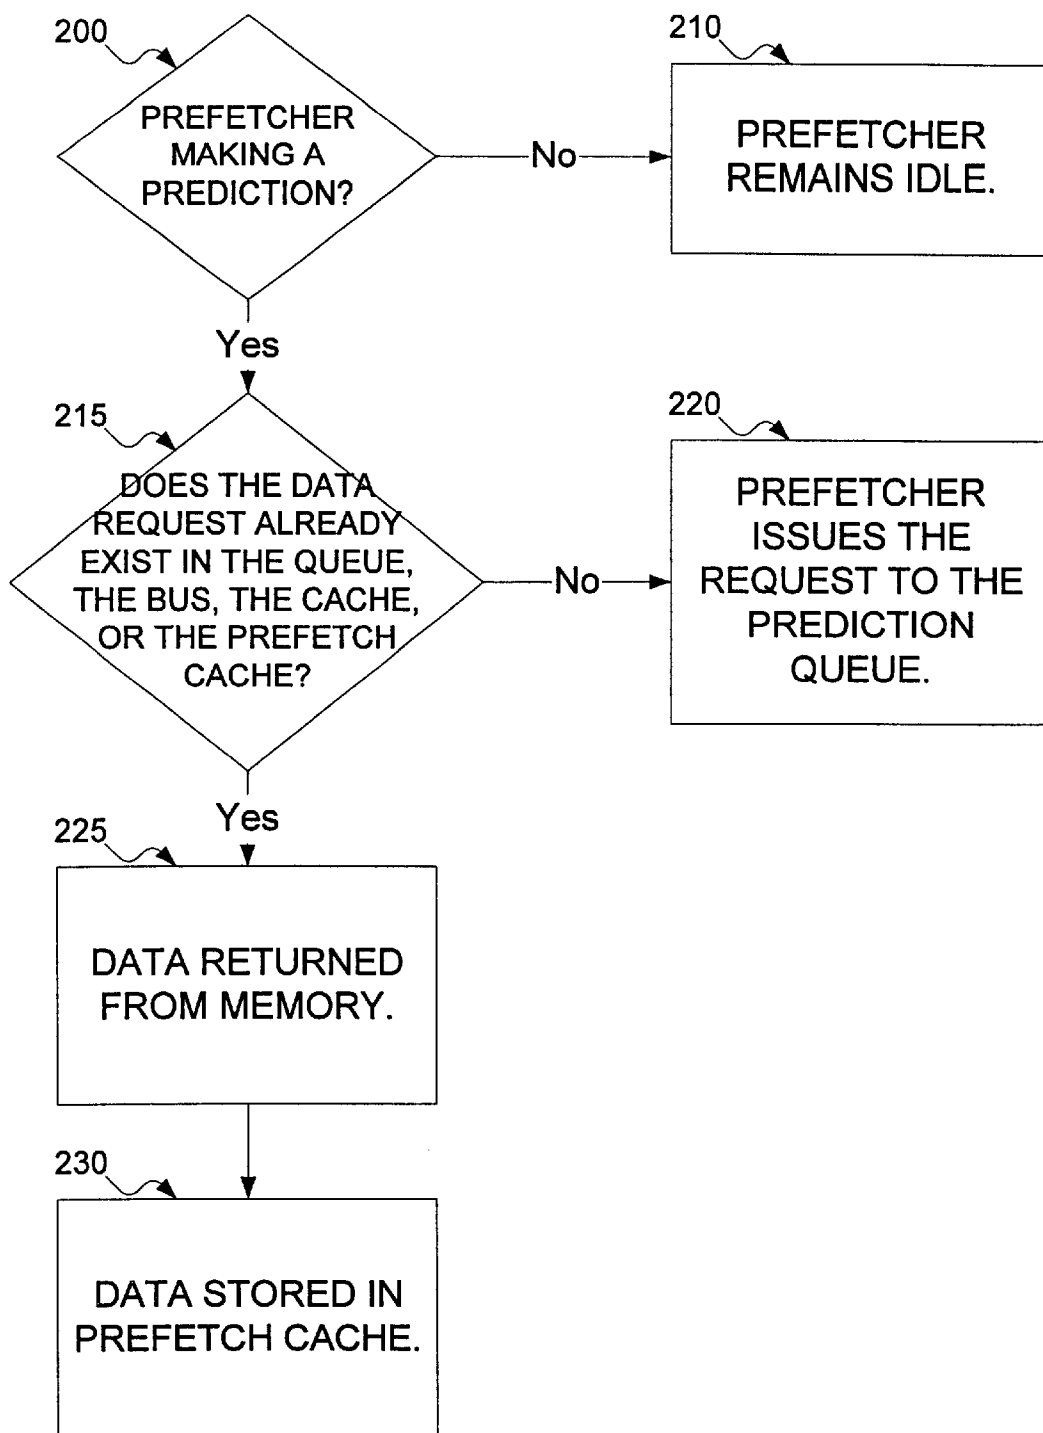 200
PREFETCHER
MAKING A
PREDICTION?
No
210
PREFETCHER
REMAINS IDLE.
Yes
215
DOES THE DATA
REQUEST ALREADY
EXIST IN THE QUEUE,
THE BUS, THE CACHE,
OR THE PREFETCH
CACHE?
No
220
PREFETCHER
ISSUES THE
REQUEST TO THE
PREDICTION
QUEUE.
Yes
225
DATA RETURNED
FROM MEMORY.
230
DATA STORED IN
PREFETCH CACHE.